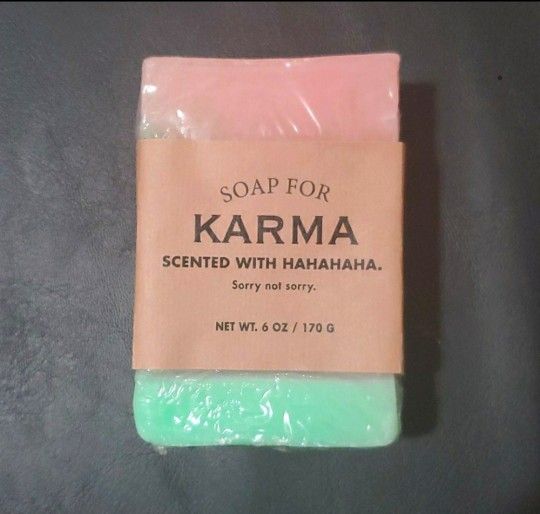 SOAP FOR
KARMA
SCENTED WITH HAHAHAHA.
Sorry not sorry.
NET WT. 6 OZ / 170 G